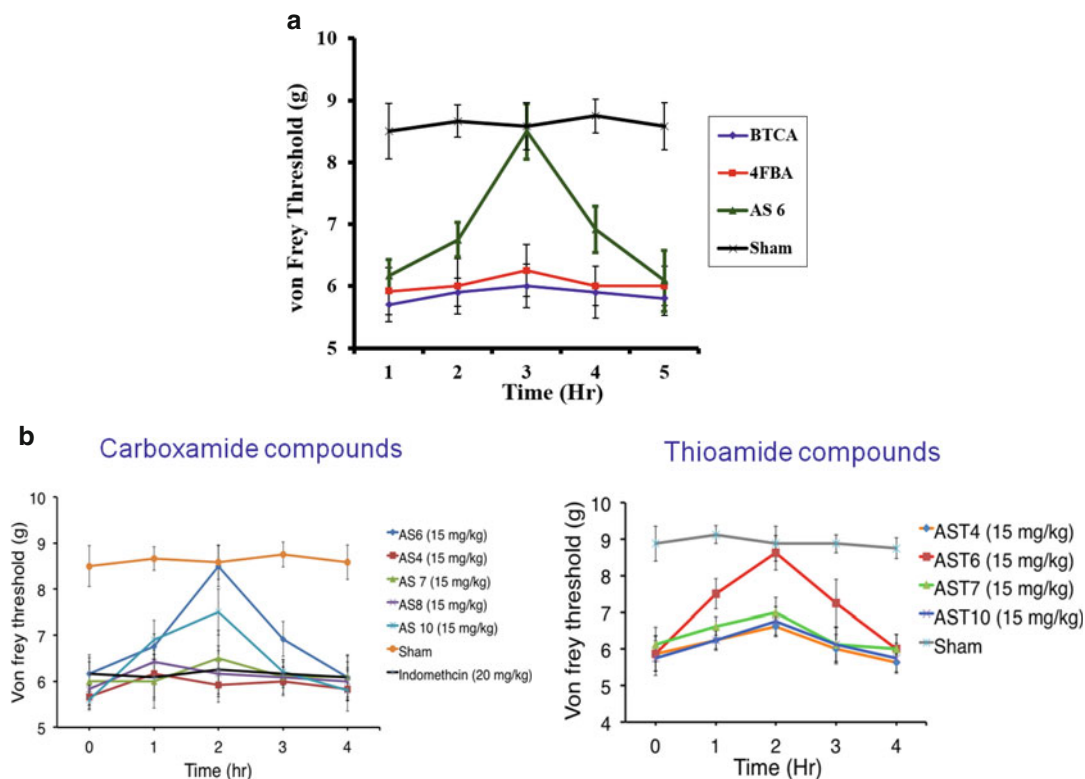 a
10
9
8
7
6
5
von Frey Threshold (g)
1 2 3 4 5
Time (Hr)
BTCA
4FBA
AS 6
Sham
b
Carboxamide compounds
Von frey threshold (g)
10
9
8
7
6
5
0 1 2 3 4
Time (hr)
AS6 (15 mg/kg)
AS4 (15 mg/kg)
AS 7 (15 mg/kg)
AS8 (15 mg/kg)
AS 10 (15 mg/kg)
Sham
Indomethcin (20 mg/kg)
Thioamide compounds
Von frey threshold (g)
10
9
8
7
6
5
4
0 1 2 3 4
Time (hr)
AST4 (15 mg/kg)
AST6 (15 mg/kg)
AST7 (15 mg/kg)
AST10 (15 mg/kg)
Sham